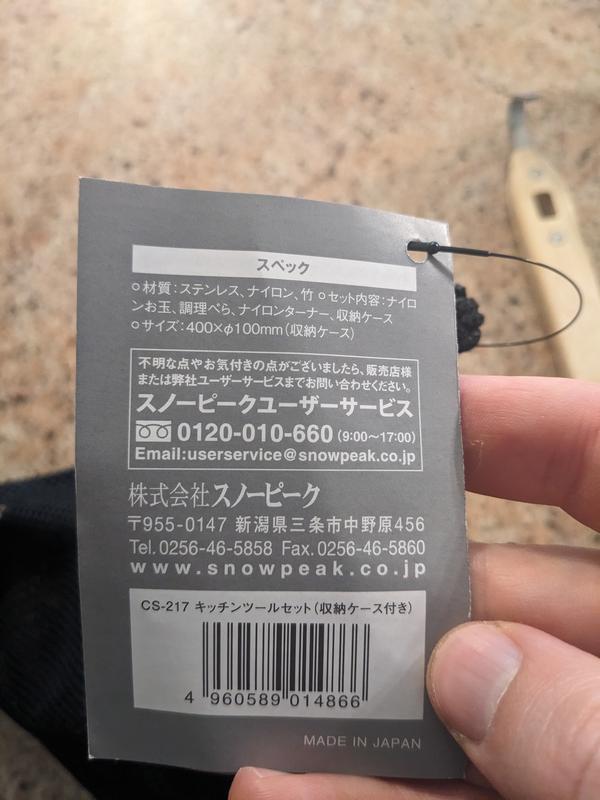 スペック
○材質:ステンレス、ナイロン、竹 ○セット内容:ナイロ
ンお玉、調理べら、ナイロンターナー、収納ケース
○サイズ:400×φ100mm(収納ケース)
不明な点やお気付きの点がございましたら、販売店様
または弊社ユーザーサービスまでお問い合わせください。
スノーピークユーザーサービス
0120-010-660 (9:00~17:00)
Email:userservice@snowpeak.co.jp
株式会社スノーピーク
〒955-0147 新潟県三条市中野原456
Tel. 0256-46-5858 Fax. 0256-46-5860
www.snowpeak.co.jp
CS-217 キッチンツールセット(収納ケース付き)
4 960589 014866
MADE IN JAPAN